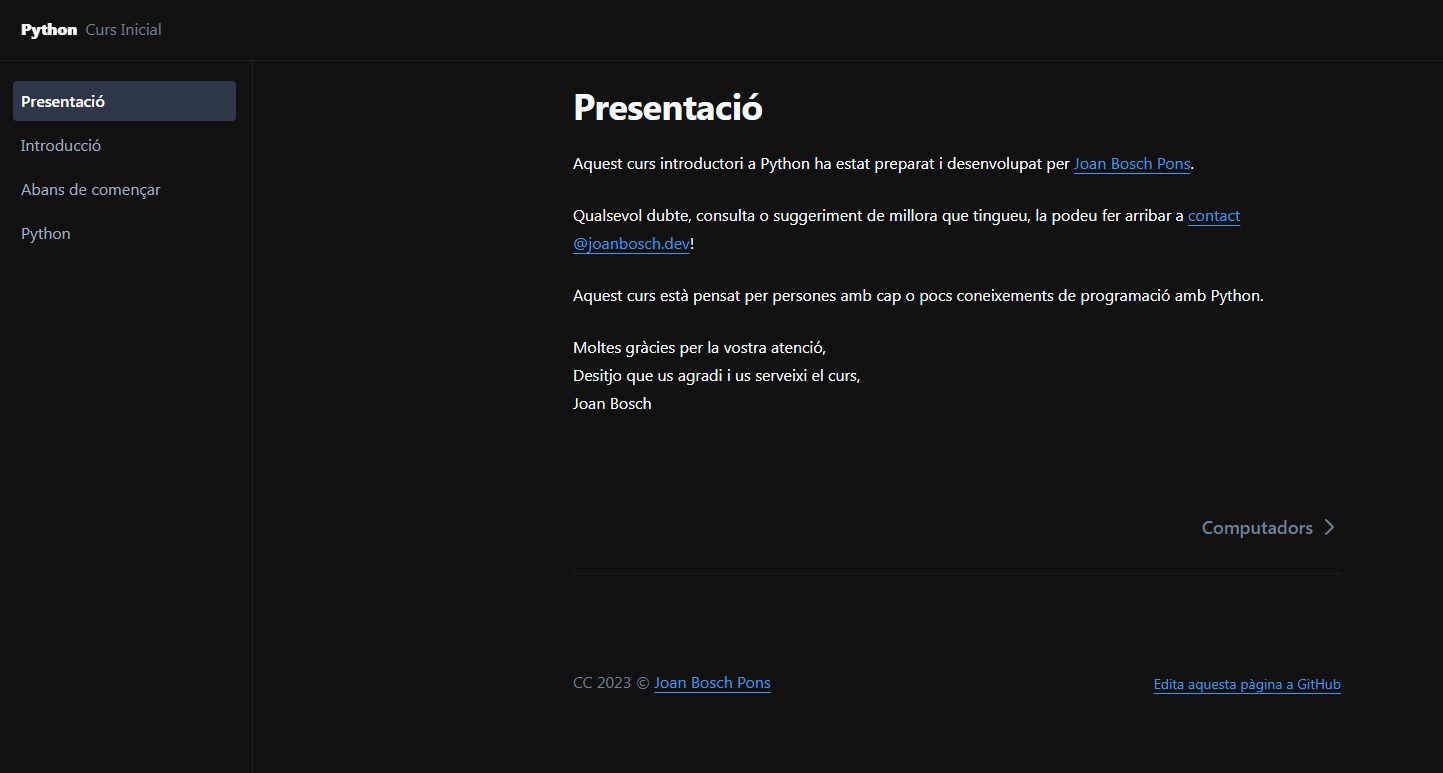 Python Curs Inicial
Presentació
Introducció
Abans de començar
Python
Presentació
Aquest curs introductori a Python ha estat preparat i desenvolupat per Joan Bosch Pons.
Qualsevol dubte, consulta o suggeriment de millora que tingueu, la podeu fer arribar a contact
@joanbosch.dev!
Aquest curs està pensat per persones amb cap o pocs coneixements de programació amb Python.
Moltes gràcies per la vostra atenció,
Desitjo que us agradi i us serveixi el curs,
Joan Bosch
Computadors
CC 2023 © Joan Bosch Pons
Edita aquesta pàgina a GitHub